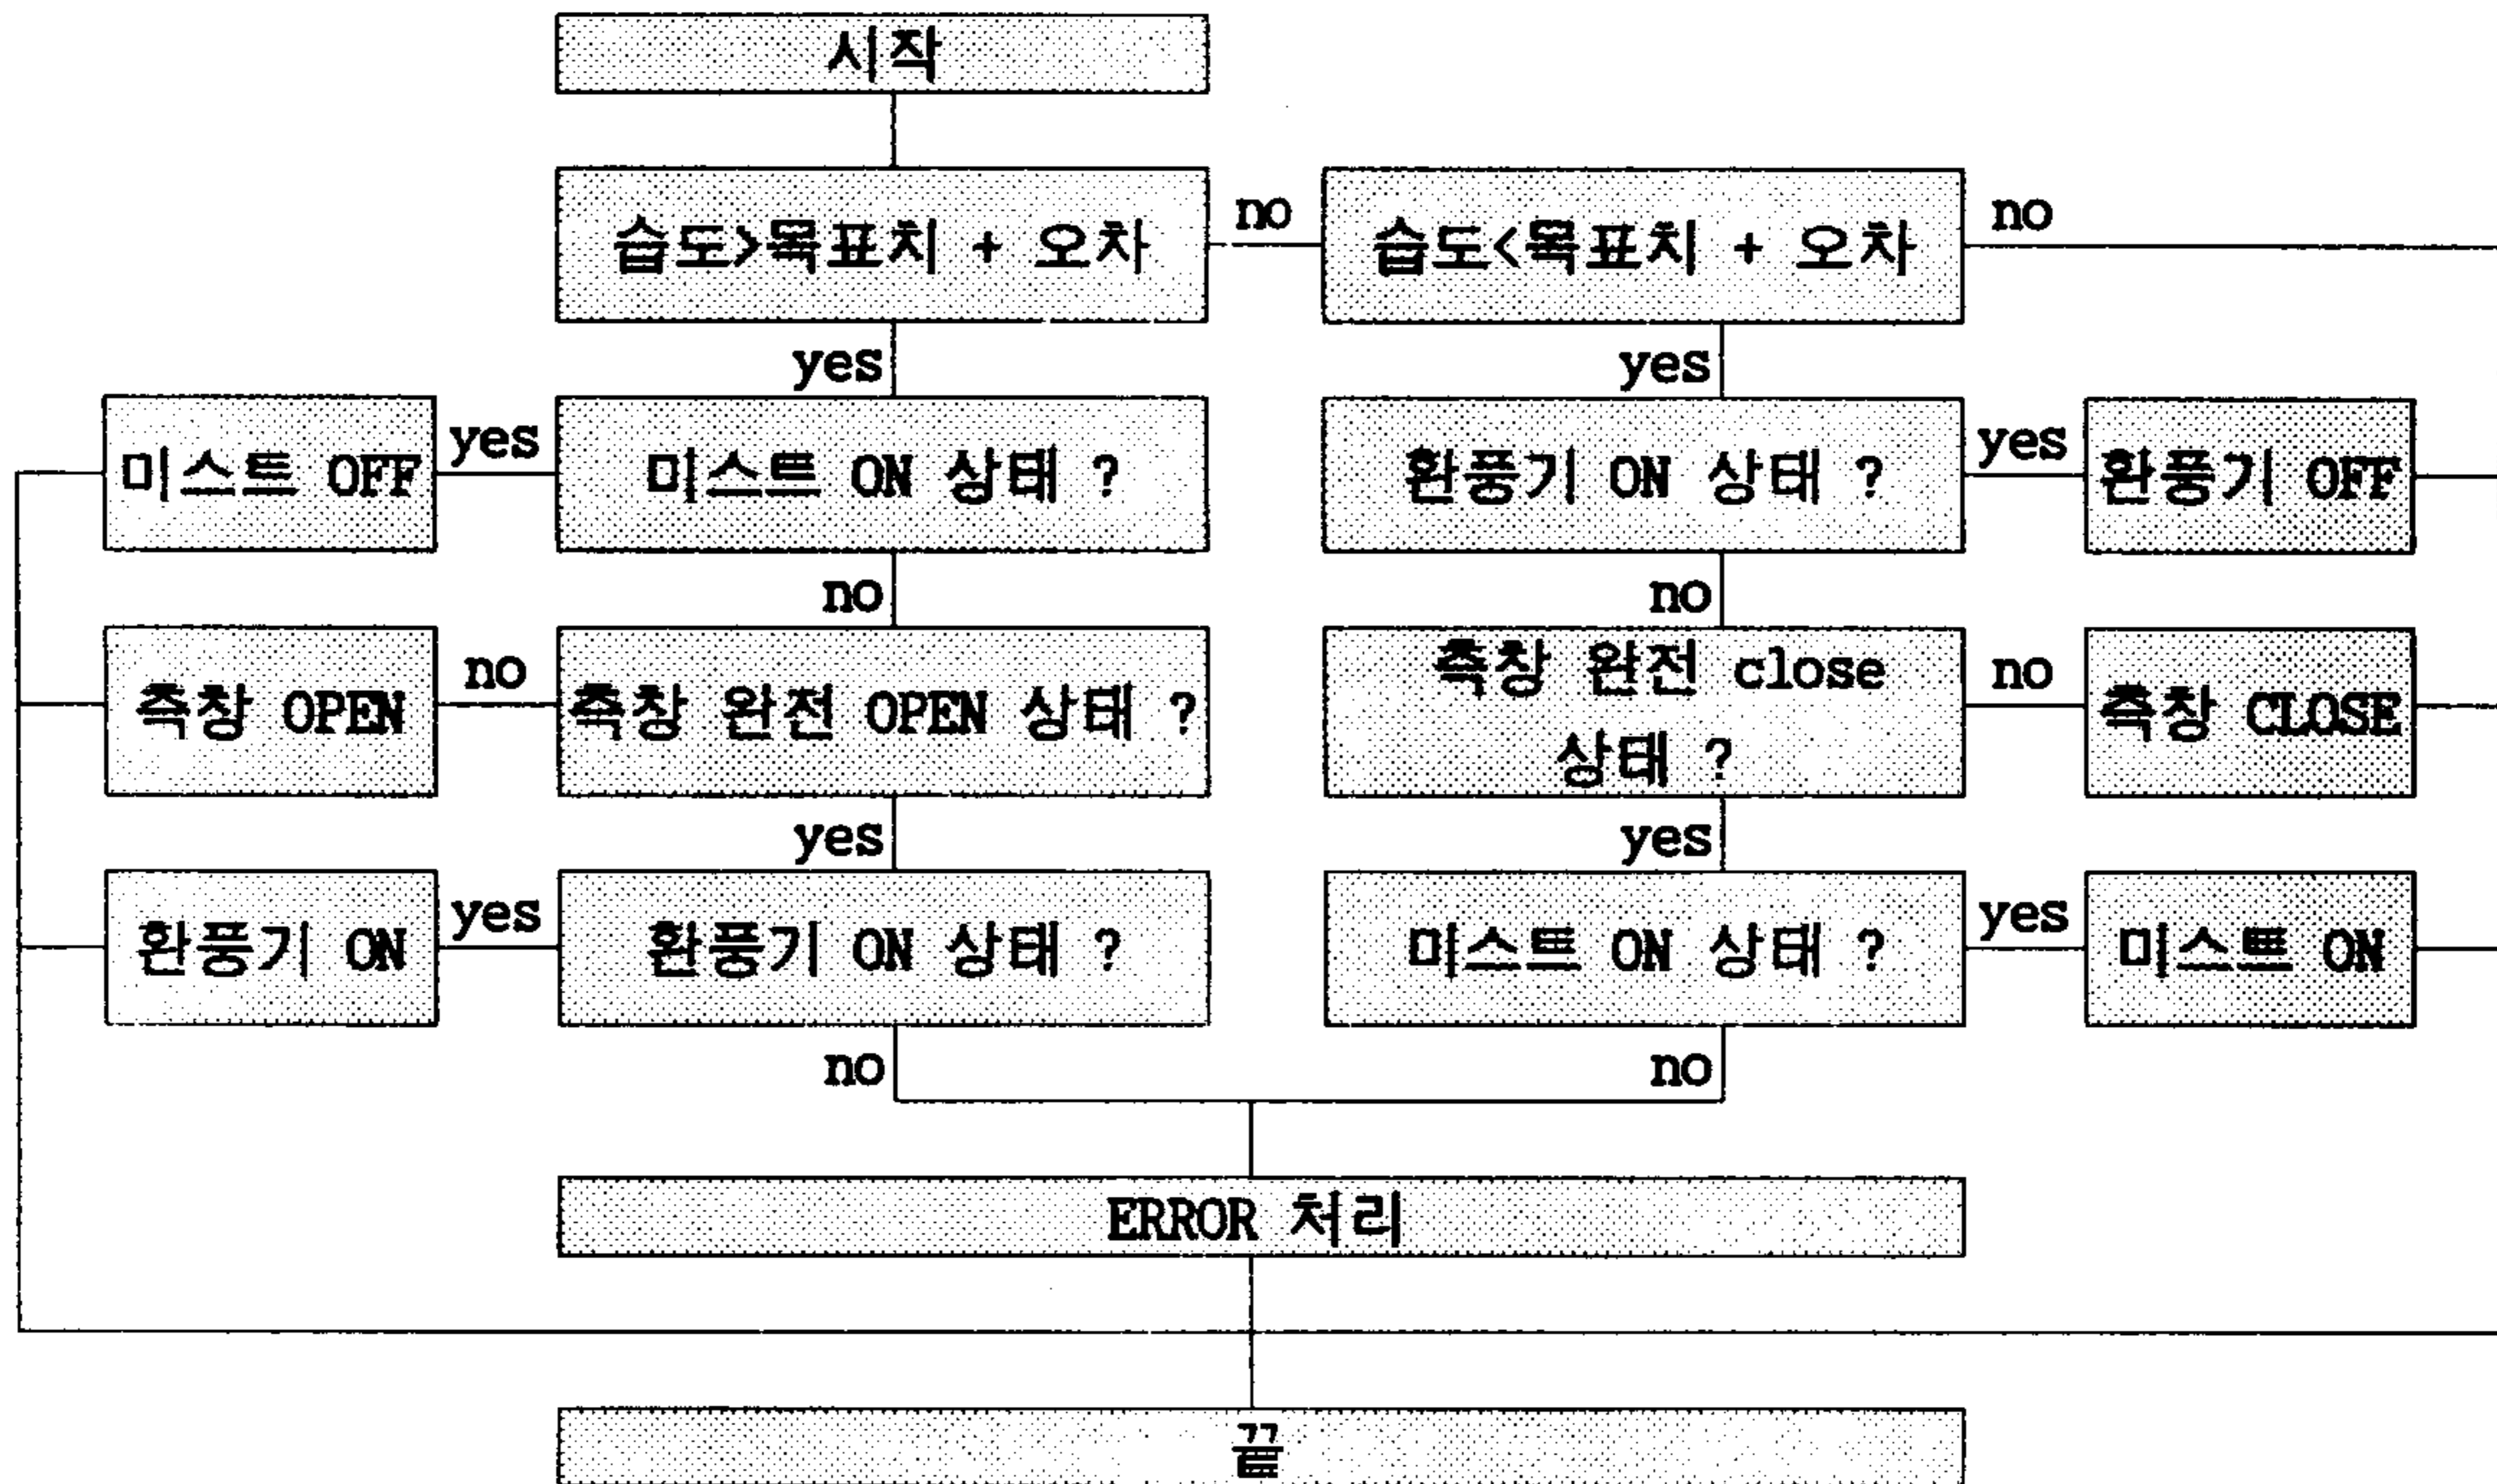 시작
습도>목표치 + 오차
no
습도<목표치 + 오차
no
yes
yes
미스트 OFF
yes
미스트 ON 상태 ?
환풍기 ON 상태 ?
yes
환풍기 OFF
no
no
측창 OPEN
no
측창 완전 OPEN 상태 ?
측창 완전 close
상태 ?
no
측창 CLOSE
yes
yes
환풍기 ON
yes
환풍기 ON 상태 ?
미스트 ON 상태 ?
yes
미스트 ON
no
no
ERROR 처리
끝